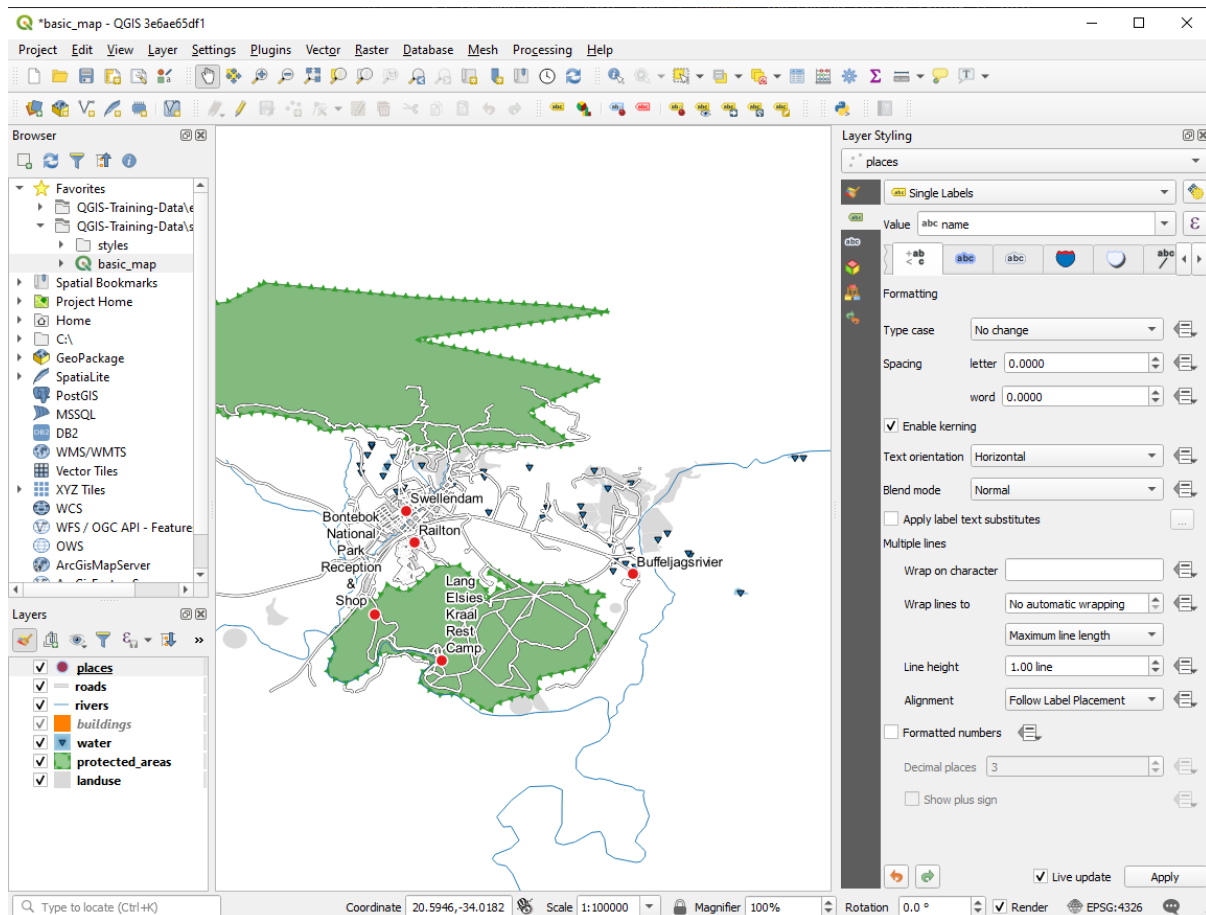 *basic_map - QGIS 3e6ae65df1
Project Edit View Layer Settings Plugins Vector Raster Database Mesh Processing Help
Browser
Favorites
QGIS-Training-Data\e
QGIS-Training-Data\s
styles
basic_map
Spatial Bookmarks
Project Home
Home
C:\
GeoPackage
SpatiaLite
PostGIS
MSSQL
DB2
WMS/WMTS
Vector Tiles
XYZ Tiles
WCS
WFS / OGC API - Feature
OWS
ArcGisMapServer
Layers
places
roads
rivers
buildings
water
protected_areas
landuse
Swellendam
Bontebok
National
Park
Reception
&
Shop
Railton
Buffeljagsrivier
Lang
Elsies
Kraal
Rest
Camp
Layer Styling
places
Single Labels
Value abc name
+ab
< c
abc
abc
abc
Formatting
Type case No change
Spacing letter 0.0000
word 0.0000
Enable kerning
Text orientation Horizontal
Blend mode Normal
Apply label text substitutes ...
Multiple lines
Wrap on character
Wrap lines to No automatic wrapping
Maximum line length
Line height 1.00 line
Alignment Follow Label Placement
Formatted numbers
Decimal places 3
Show plus sign
Live update Apply
Type to locate (Ctrl+K) Coordinate 20.5946,-34.0182 Scale 1:100000 Magnifier 100% Rotation 0.0 ° Render EPSG:4326